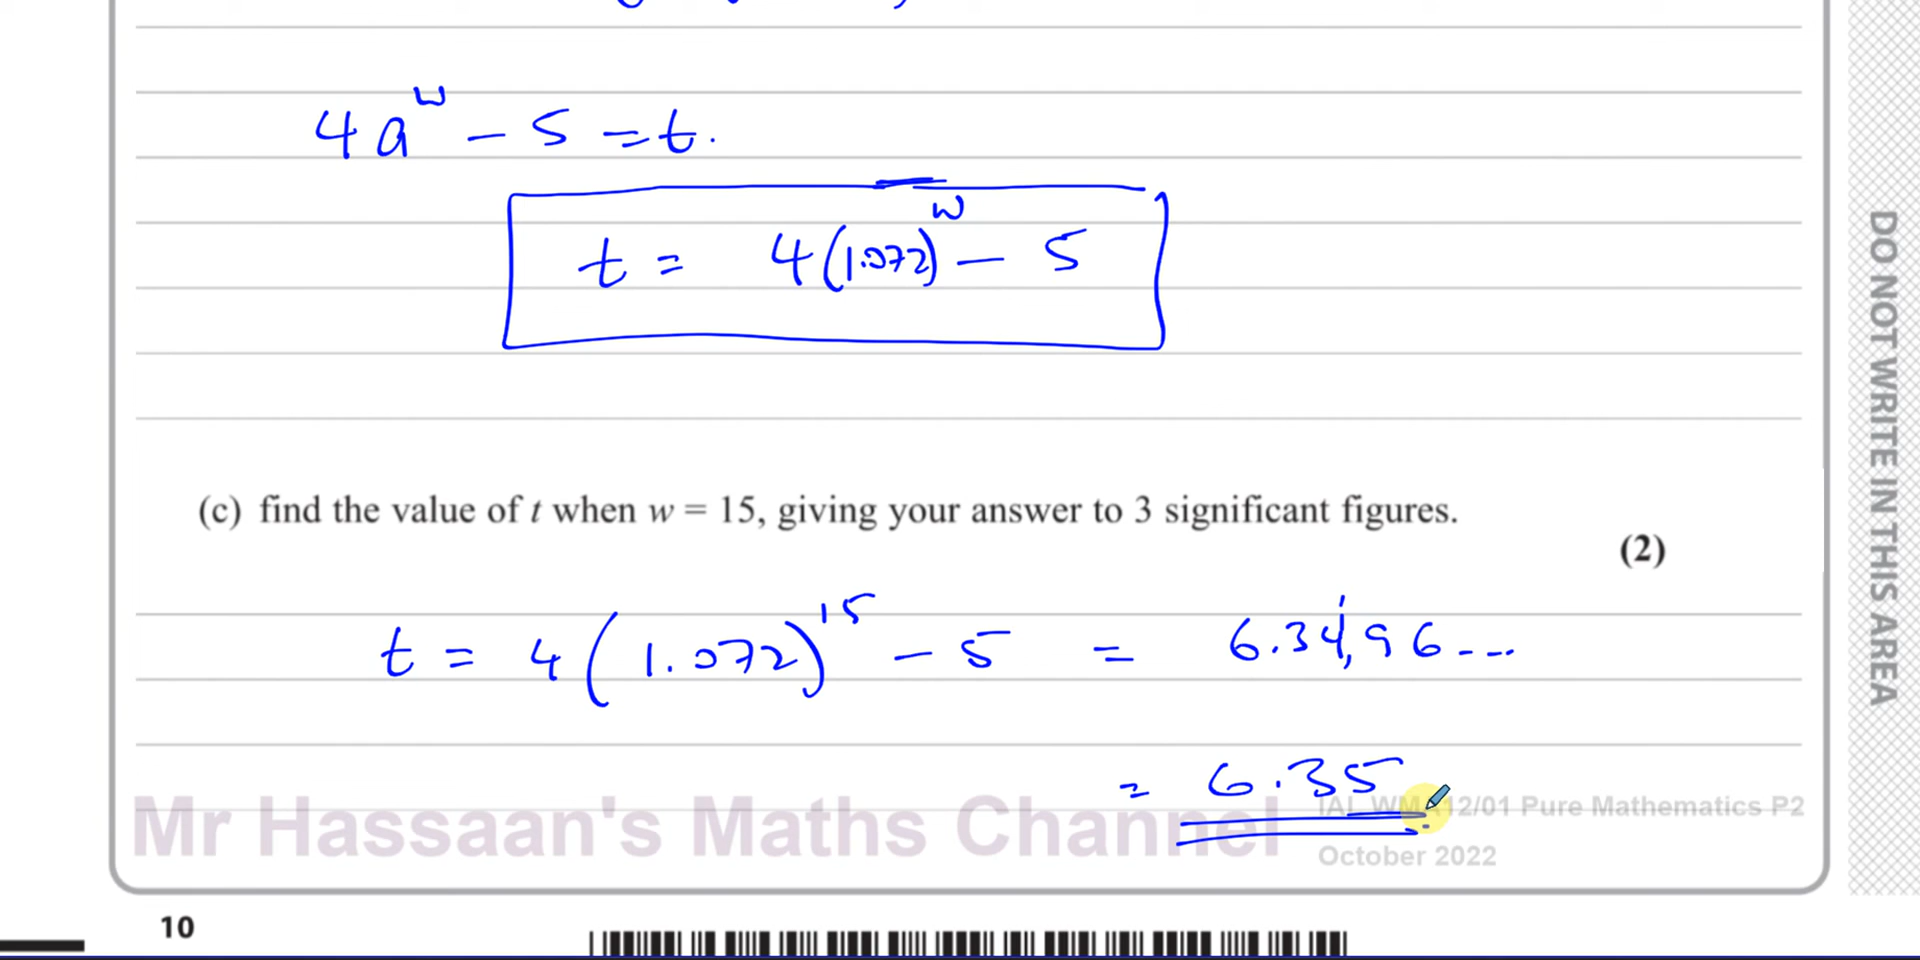 4a^w - 5 = t.
t = 4(1.072)^w - 5
(c) find the value of t when w = 15, giving your answer to 3 significant figures.
(2)
t = 4(1.072)^15 - 5 = 6.3496...
= 6.35
Mr Hassaan's Maths Channel
12/01 Pure Mathematics P2
October 2022
10
DO NOT WRITE IN THIS AREA